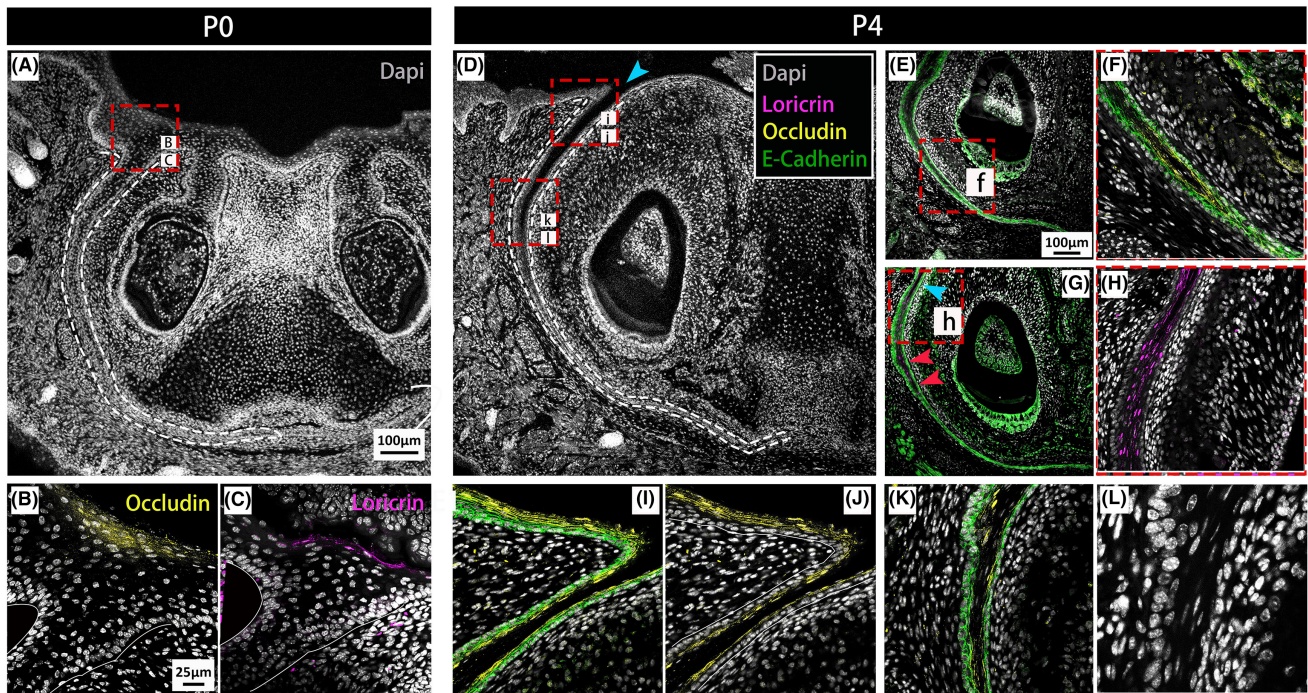 P0
P4
(A)
Dapi
B
C
100μm
(D)
i
j
k
l
Dapi
Loricrin
Occludin
E-Cadherin
(E)
f
100μm
(F)
(G)
h
(H)
(B)
Occludin
25μm
(C)
Loricrin
(I)
(J)
(K)
(L)